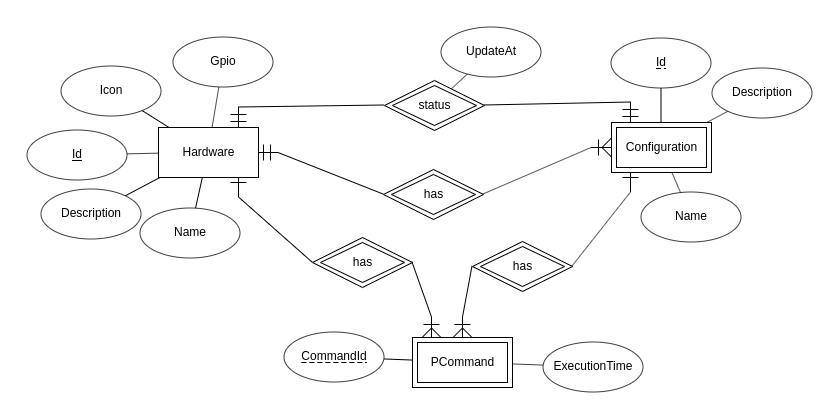 UpdateAt
Gpio
Id
Icon
Description
status
Hardware
Configuration
Id
has
Description
Name
Name
has
has
CommandId
PCommand
ExecutionTime